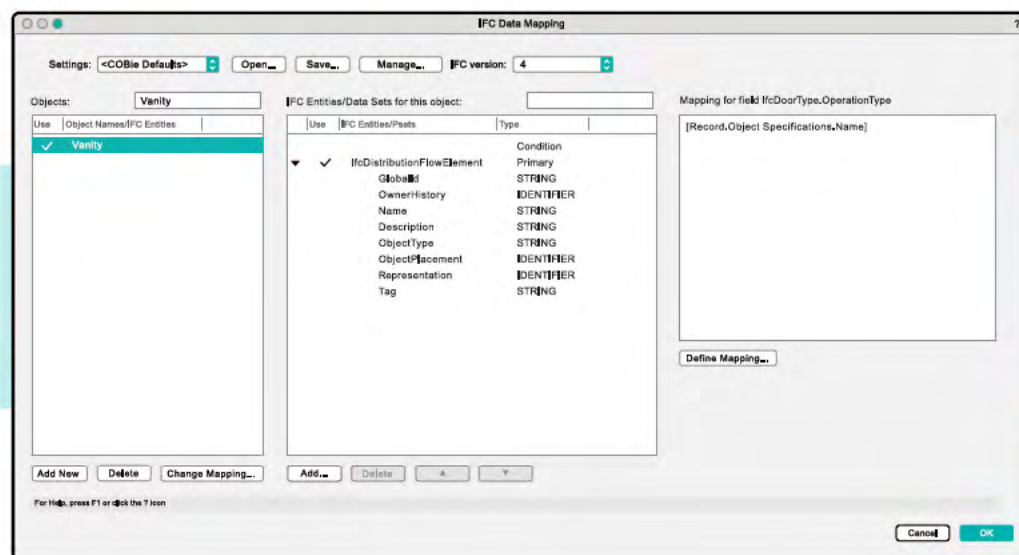 IFC Data Mapping
?
Settings: <COBie Defaults> Open... Save... Manage... IFC version: 4
Objects: Vanity
IFC Entities/Data Sets for this object:
Mapping for field IfcDoorType.OperationType
Use Object Names/IFC Entities
Use IFC Entities/Psets Type
[Record.Object Specifications.Name]
Vanity
Condition
IfcDistributionFlowElement Primary
GlobalId STRING
OwnerHistory IDENTIFIER
Name STRING
Description STRING
ObjectType STRING
ObjectPlacement IDENTIFIER
Representation IDENTIFIER
Tag STRING
Define Mapping...
Add New Delete Change Mapping... Add... Delete
For Help, press F1 or click the ? icon
Cancel OK